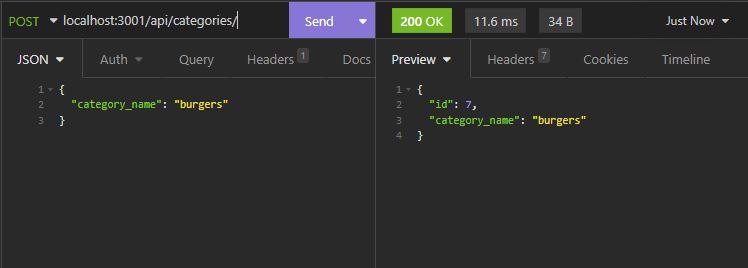 POST localhost:3001/api/categories/ Send 200 OK 11.6 ms 34 B Just Now
JSON Auth Query Headers 1 Docs Preview Headers 7 Cookies Timeline
1 {
2 "category_name": "burgers"
3 }
1 {
2 "id": 7,
3 "category_name": "burgers"
4 }